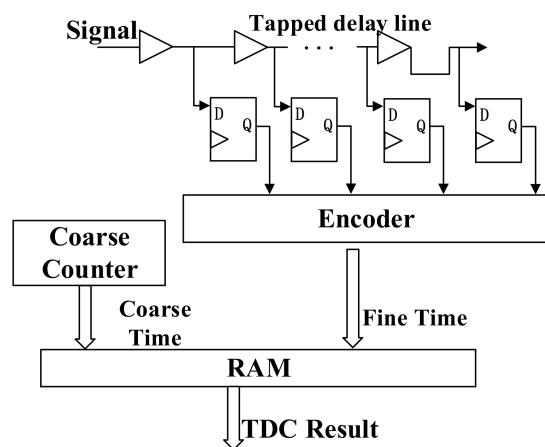 Signal
Tapped delay line
. . .
D Q D Q D Q D Q
Encoder
Coarse
Counter
Coarse
Time
Fine Time
RAM
TDC Result